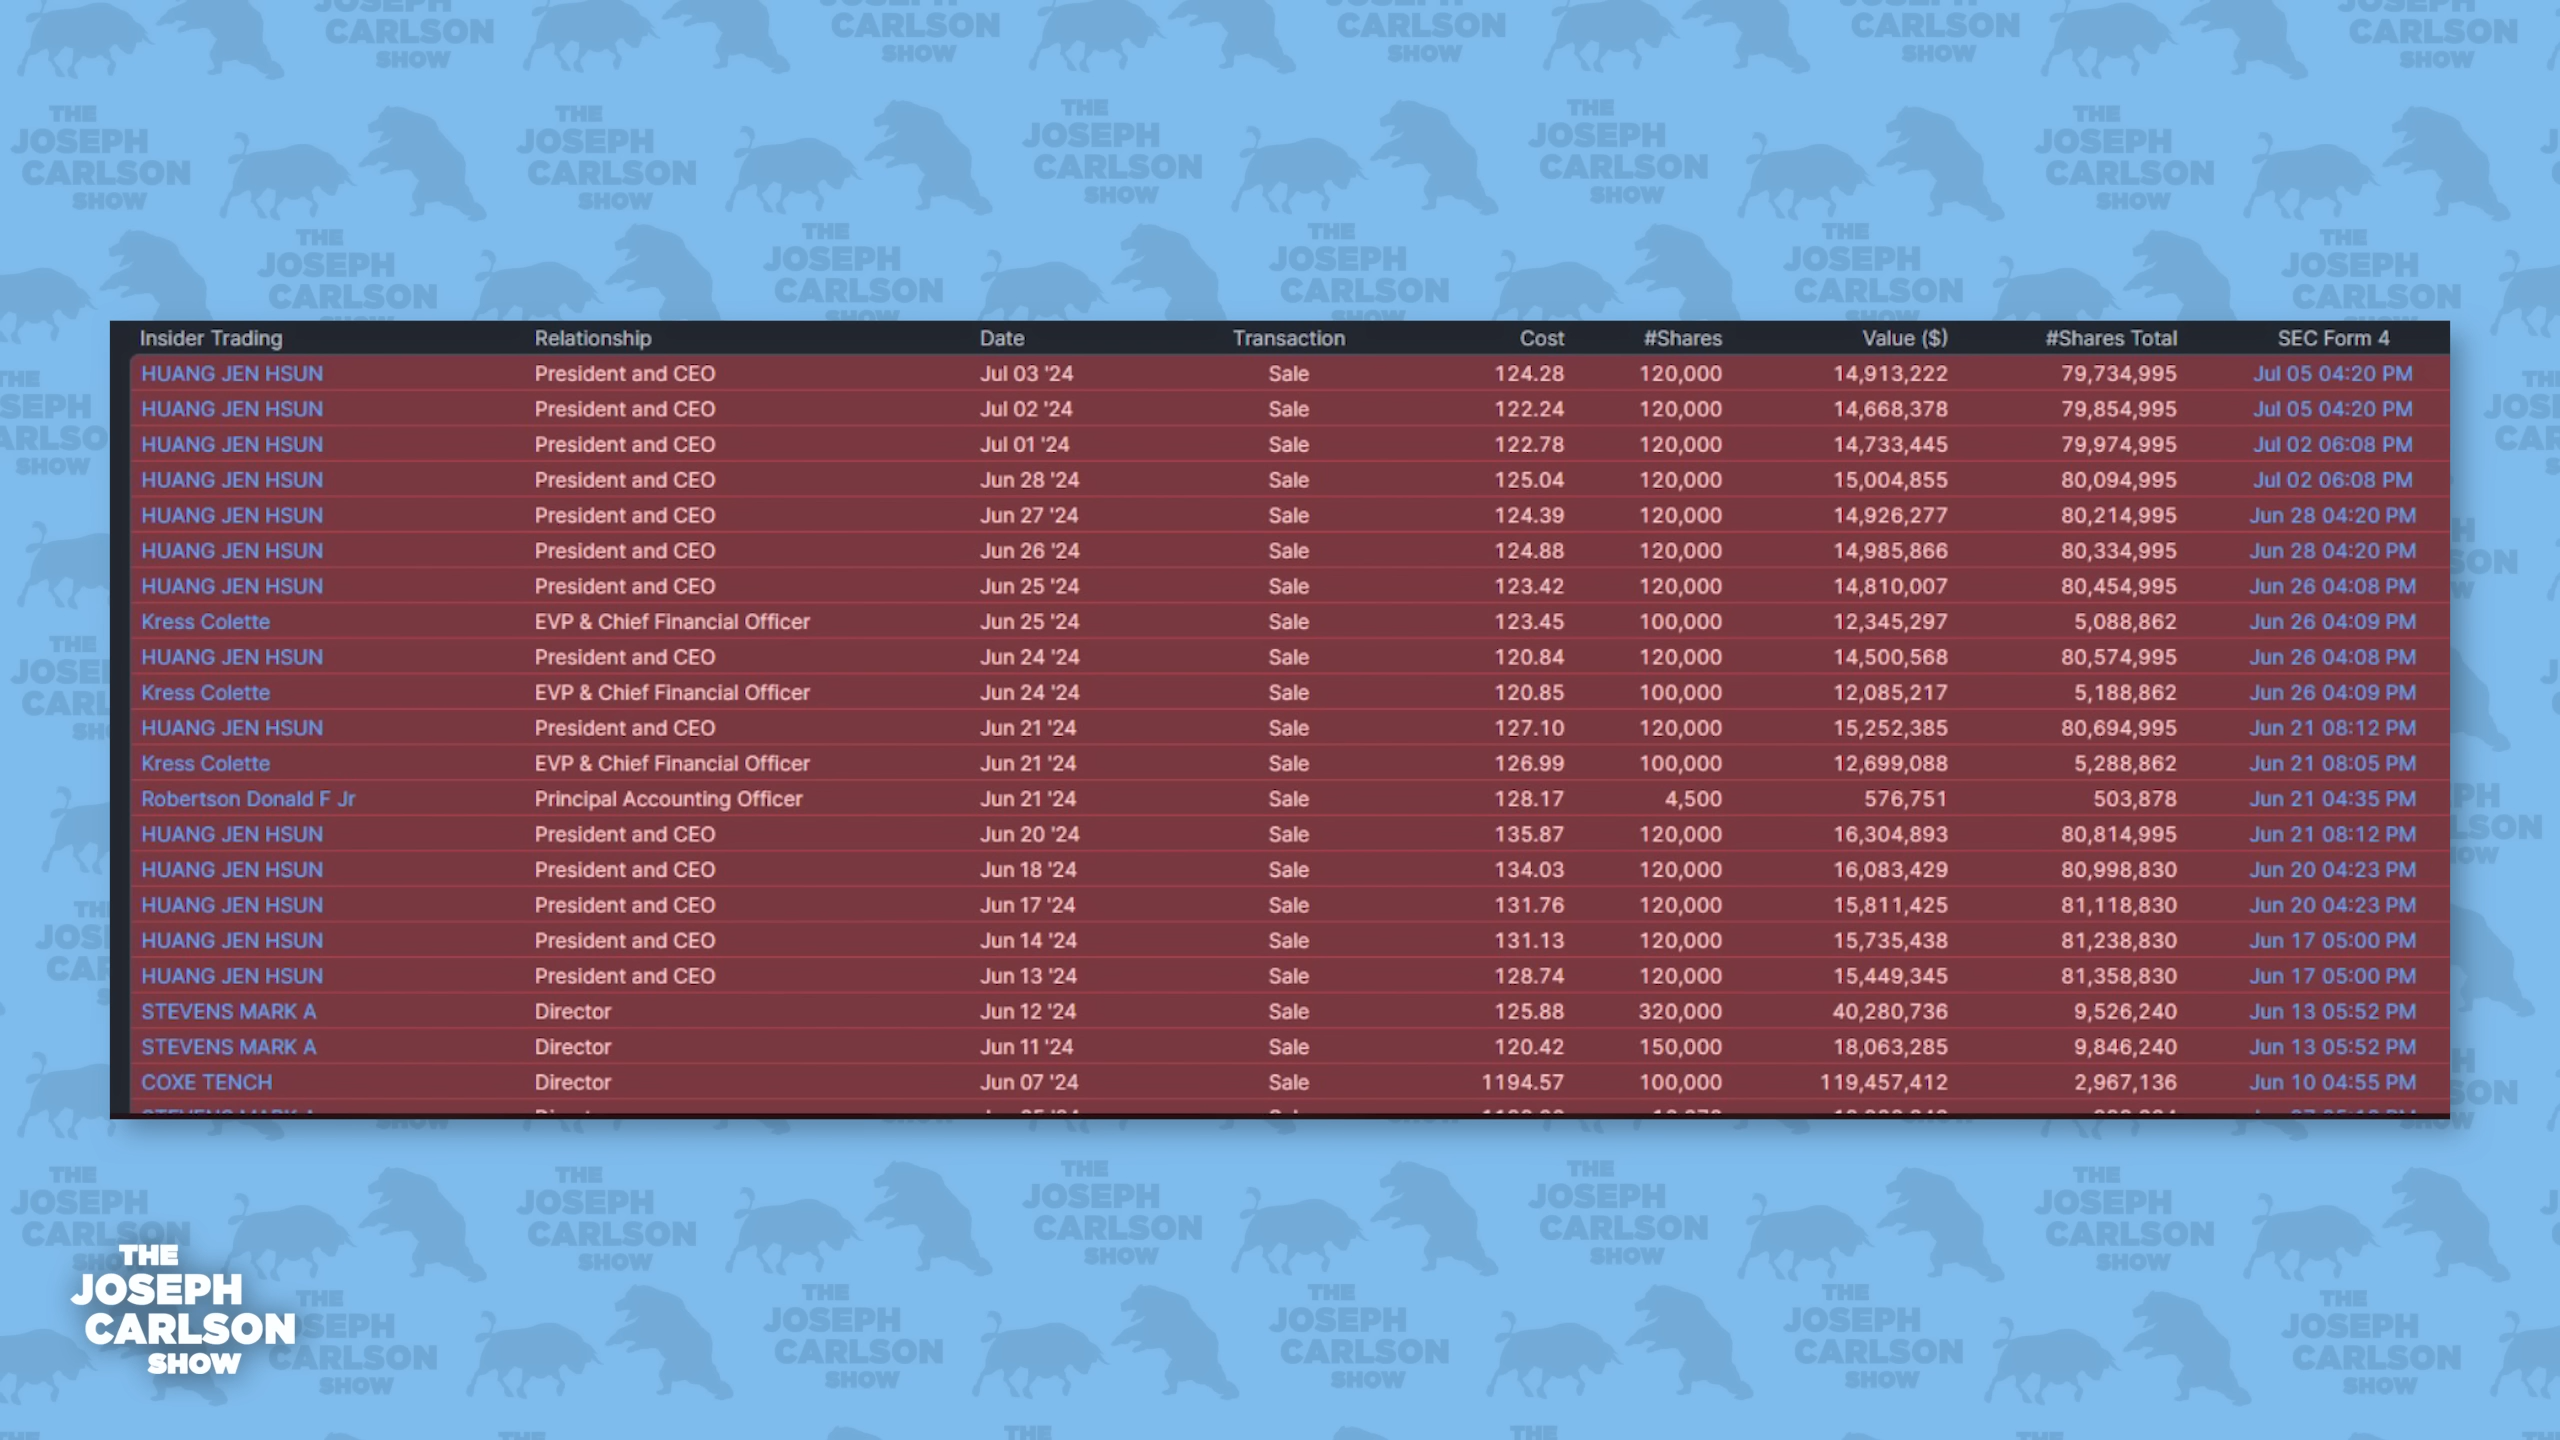 Insider Trading Relationship Date Transaction Cost #Shares Value ($) #Shares Total SEC Form 4
HUANG JEN HSUN President and CEO Jul 03 '24 Sale 124.28 120,000 14,913,222 79,734,995 Jul 05 04:20 PM
HUANG JEN HSUN President and CEO Jul 02 '24 Sale 122.24 120,000 14,668,378 79,854,995 Jul 05 04:20 PM
HUANG JEN HSUN President and CEO Jul 01 '24 Sale 122.78 120,000 14,733,445 79,974,995 Jul 02 06:08 PM
HUANG JEN HSUN President and CEO Jun 28 '24 Sale 125.04 120,000 15,004,855 80,094,995 Jul 02 06:08 PM
HUANG JEN HSUN President and CEO Jun 27 '24 Sale 124.39 120,000 14,926,277 80,214,995 Jun 28 04:20 PM
HUANG JEN HSUN President and CEO Jun 26 '24 Sale 124.88 120,000 14,985,866 80,334,995 Jun 28 04:20 PM
HUANG JEN HSUN President and CEO Jun 25 '24 Sale 123.42 120,000 14,810,007 80,454,995 Jun 26 04:08 PM
Kress Colette EVP & Chief Financial Officer Jun 25 '24 Sale 123.45 100,000 12,345,297 5,088,862 Jun 26 04:09 PM
HUANG JEN HSUN President and CEO Jun 24 '24 Sale 120.84 120,000 14,500,568 80,574,995 Jun 26 04:08 PM
Kress Colette EVP & Chief Financial Officer Jun 24 '24 Sale 120.85 100,000 12,085,217 5,188,862 Jun 26 04:09 PM
HUANG JEN HSUN President and CEO Jun 21 '24 Sale 127.10 120,000 15,252,385 80,694,995 Jun 21 08:12 PM
Kress Colette EVP & Chief Financial Officer Jun 21 '24 Sale 126.99 100,000 12,699,088 5,288,862 Jun 21 08:05 PM
Robertson Donald F Jr Principal Accounting Officer Jun 21 '24 Sale 128.17 4,500 576,751 503,878 Jun 21 04:35 PM
HUANG JEN HSUN President and CEO Jun 20 '24 Sale 135.87 120,000 16,304,893 80,814,995 Jun 21 08:12 PM
HUANG JEN HSUN President and CEO Jun 18 '24 Sale 134.03 120,000 16,083,429 80,998,830 Jun 20 04:23 PM
HUANG JEN HSUN President and CEO Jun 17 '24 Sale 131.76 120,000 15,811,425 81,118,830 Jun 20 04:23 PM
HUANG JEN HSUN President and CEO Jun 14 '24 Sale 131.13 120,000 15,735,438 81,238,830 Jun 17 05:00 PM
HUANG JEN HSUN President and CEO Jun 13 '24 Sale 128.74 120,000 15,449,345 81,358,830 Jun 17 05:00 PM
STEVENS MARK A Director Jun 12 '24 Sale 125.88 320,000 40,280,736 9,526,240 Jun 13 05:52 PM
STEVENS MARK A Director Jun 11 '24 Sale 120.42 150,000 18,063,285 9,846,240 Jun 13 05:52 PM
COXE TENCH Director Jun 07 '24 Sale 1194.57 100,000 119,457,412 2,967,136 Jun 10 04:55 PM
THE
JOSEPH
CARLSON
SHOW